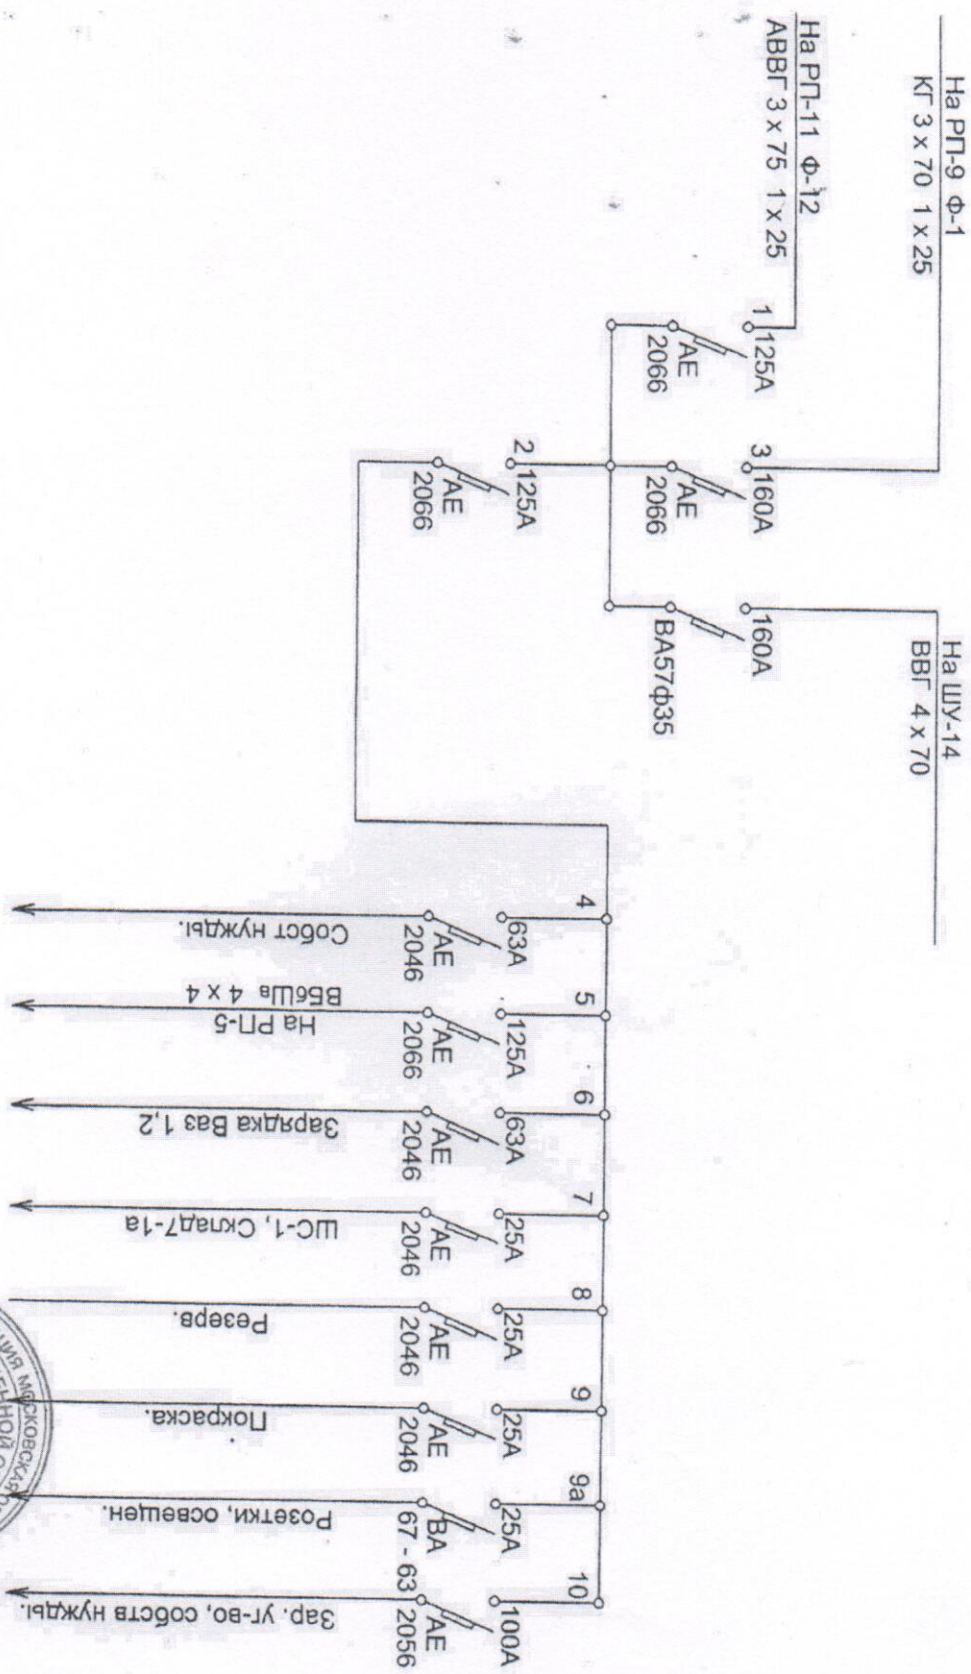 На РП-9 Ф-1
КГ 3 х 70 1 х 25
На ШУ-14
ВВГ 4 х 70
На РП-11 Ф-12
АВВГ 3 х 75 1 х 25
1
125А
АЕ
2066
3
160А
АЕ
2066
160А
ВА57ф35
2
125А
АЕ
2066
4
63А
АЕ
2046
Собст нужды.
5
125А
АЕ
2066
На РП-5
ВБбШв 4 х 4
6
63А
АЕ
2046
Зарядка Ваз 1,2
7
25А
АЕ
2046
ШС-1, Склад7-1а
8
25А
АЕ
2046
Резерв.
9
25А
АЕ
2046
Покраска.
9а
25А
ВА
67 - 63
Розетки, освещен.
10
100А
АЕ
2056
Зар. уг-во, собств нужды.